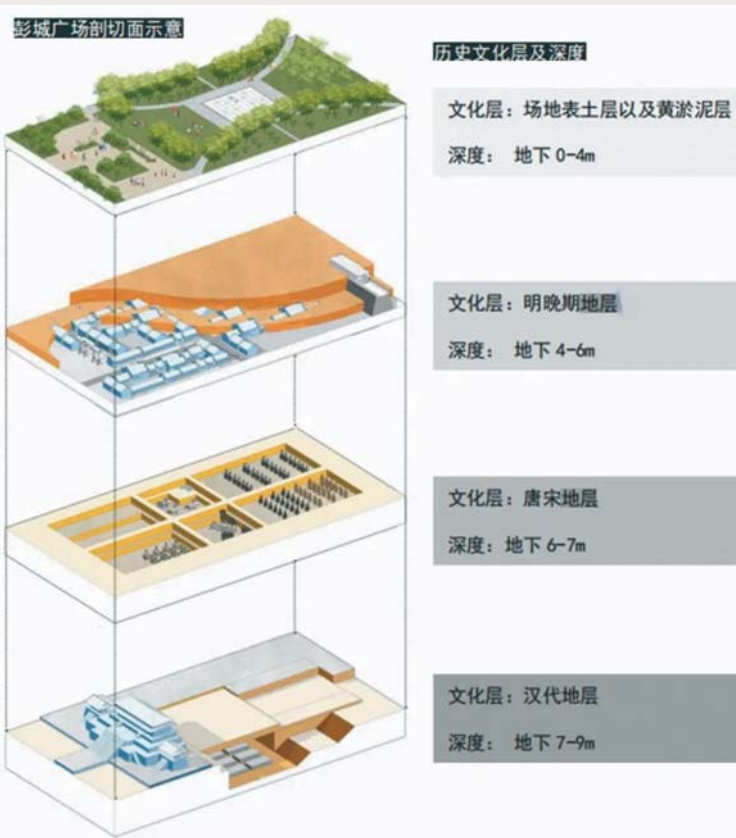 彭城广场剖切面示意
历史文化层及深度
文化层：场地表土层以及黄淤泥层
深度： 地下 0-4m
文化层：明晚期地层
深度： 地下 4-6m
文化层：唐宋地层
深度：地下 6-7m
文化层：汉代地层
深度： 地下 7-9m